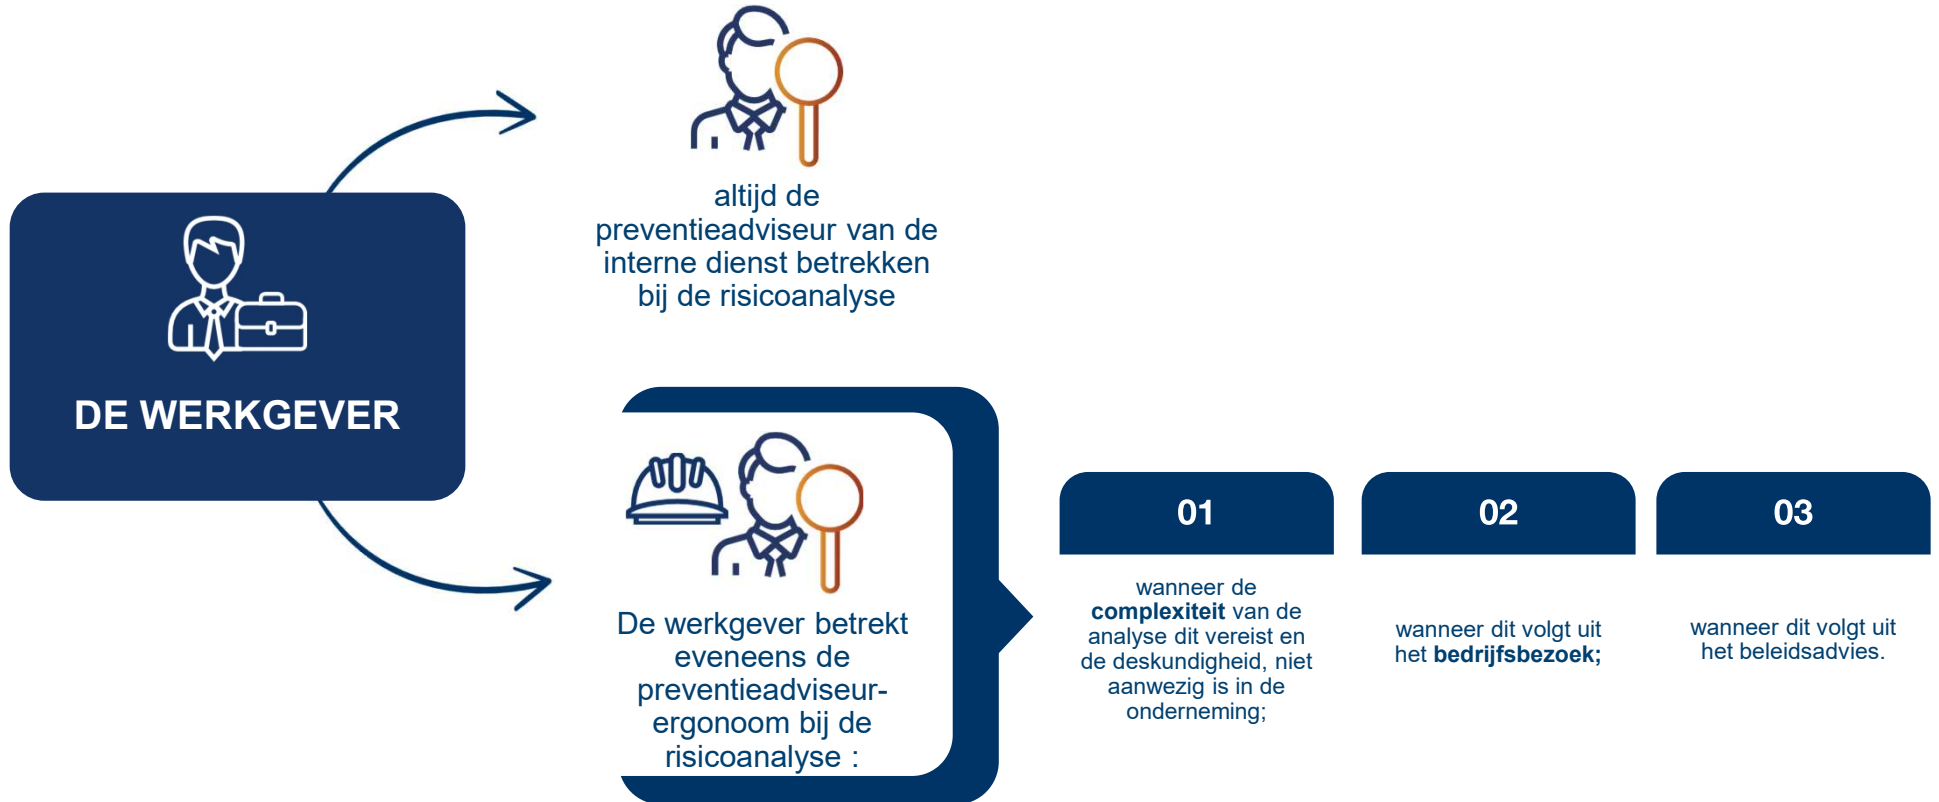 DE WERKGEVER
altijd de
preventieadviseur van de
interne dienst betrekken
bij de risicoanalyse
De werkgever betrekt
eveneens de
preventieadviseur-
ergonoom bij de
risicoanalyse :
01
wanneer de
complexiteit van de
analyse dit vereist en
de deskundigheid, niet
aanwezig is in de
onderneming;
02
wanneer dit volgt uit
het bedrijfsbezoek;
03
wanneer dit volgt uit
het beleidsadvies.